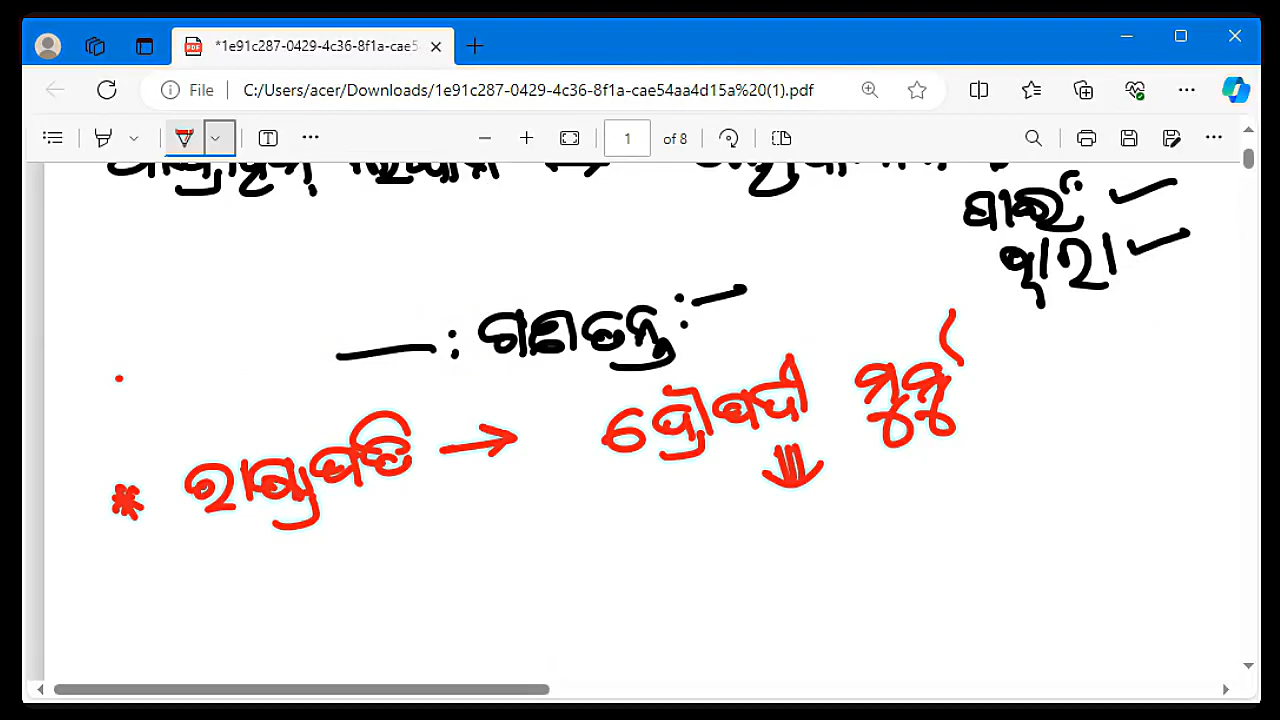 *1e91c287-0429-4c36-8f1a-cae5
File C:/Users/acer/Downloads/1e91c287-0429-4c36-8f1a-cae54aa4d15a%20(1).pdf
1 of 8
ପାଇଁ
ଦ୍ଵାରା
—: ଗଣତନ୍ତ୍ର :—
* ରାଷ୍ଟ୍ରପତି → ଦ୍ରୌପଦୀ ମୁର୍ମୁ